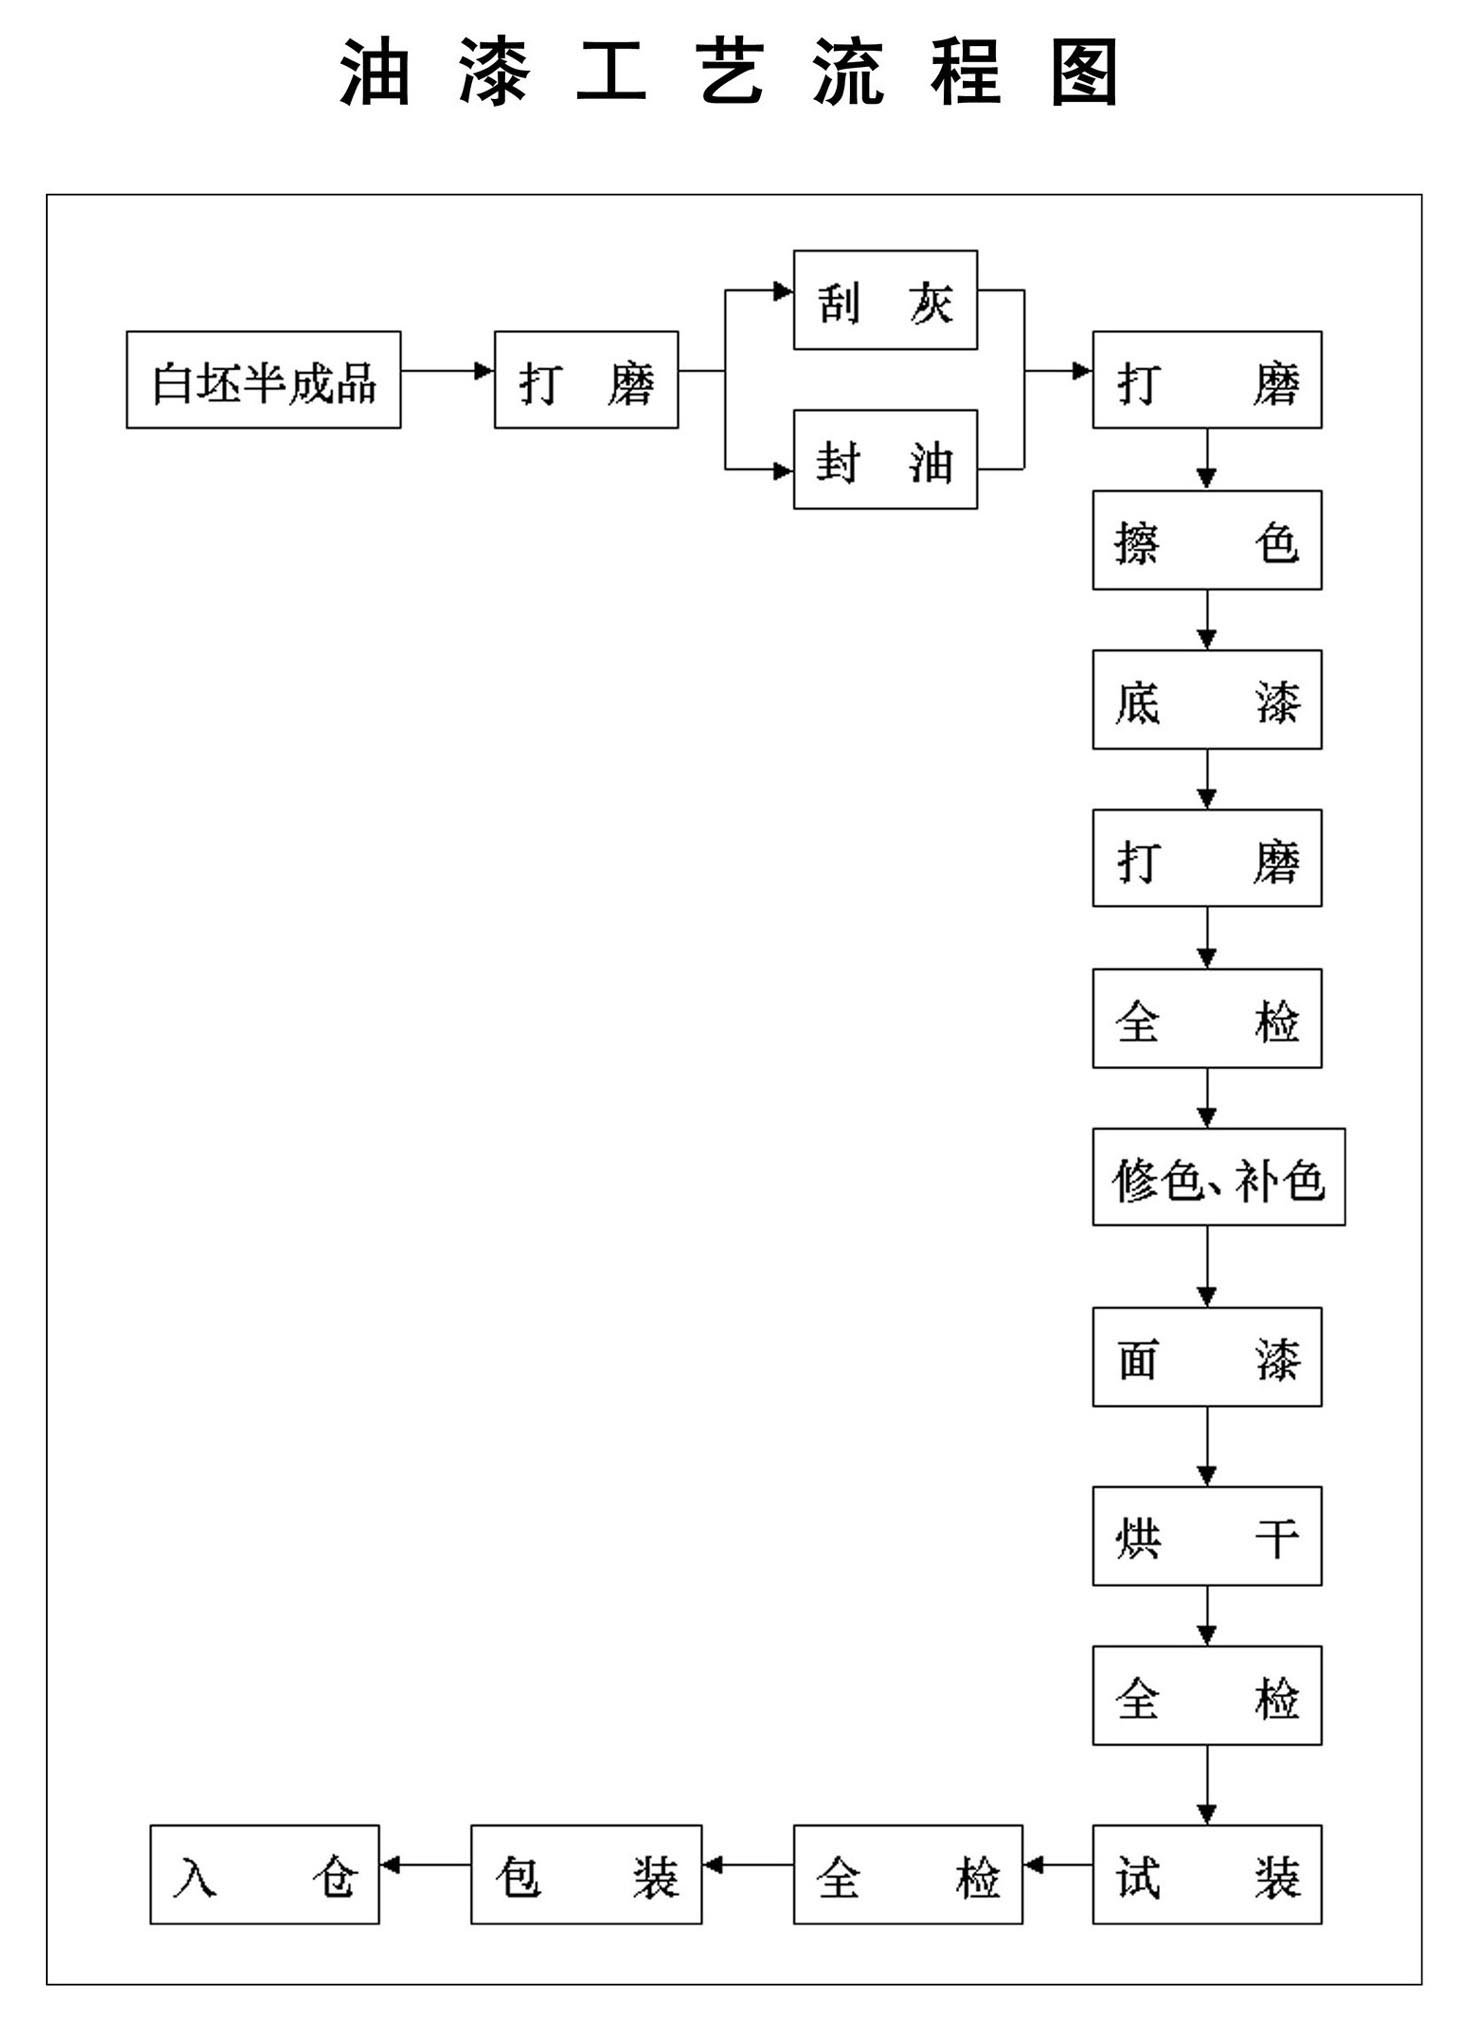 油漆工艺流程图
刮灰
白坯半成品
打磨
打磨
封油
擦色
底漆
打磨
全检
修色、补色
面漆
烘干
全检
入仓
包装
全检
试装